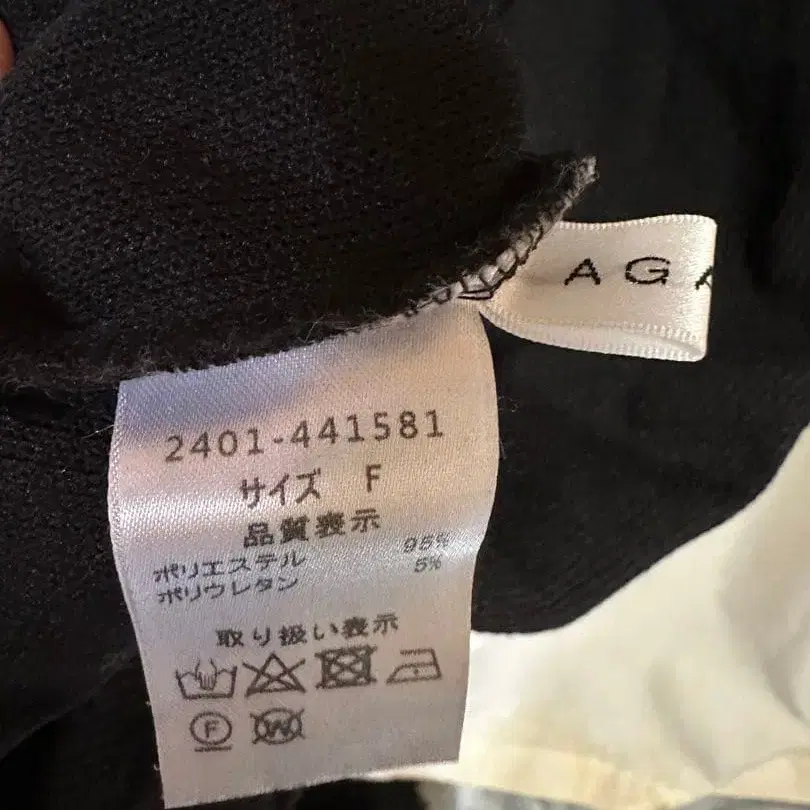 AGA
2401-441581
サイズ F
品質表示
ポリエステル 95%
ポリウレタン 5%
取り扱い表示
F W